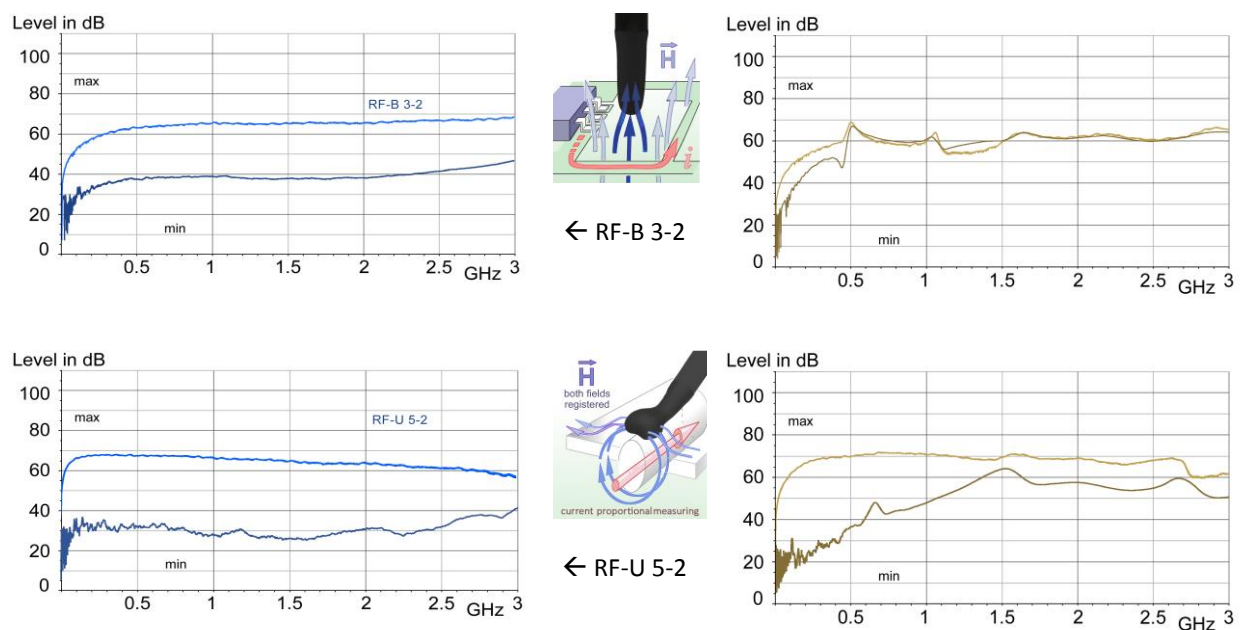 Level in dB
100
80
60
40
20
0
max
RF-B 3-2
min
0.5
1
1.5
2
2.5
3
GHz
H
i
← RF-B 3-2
Level in dB
100
80
60
40
20
0
max
min
0.5
1
1.5
2
2.5
3
GHz
Level in dB
100
80
60
40
20
0
max
RF-U 5-2
min
0.5
1
1.5
2
2.5
3
GHz
H
both fields
registered
current proportional measuring
← RF-U 5-2
Level in dB
100
80
60
40
20
0
max
min
0.5
1
1.5
2
2.5
3
GHz